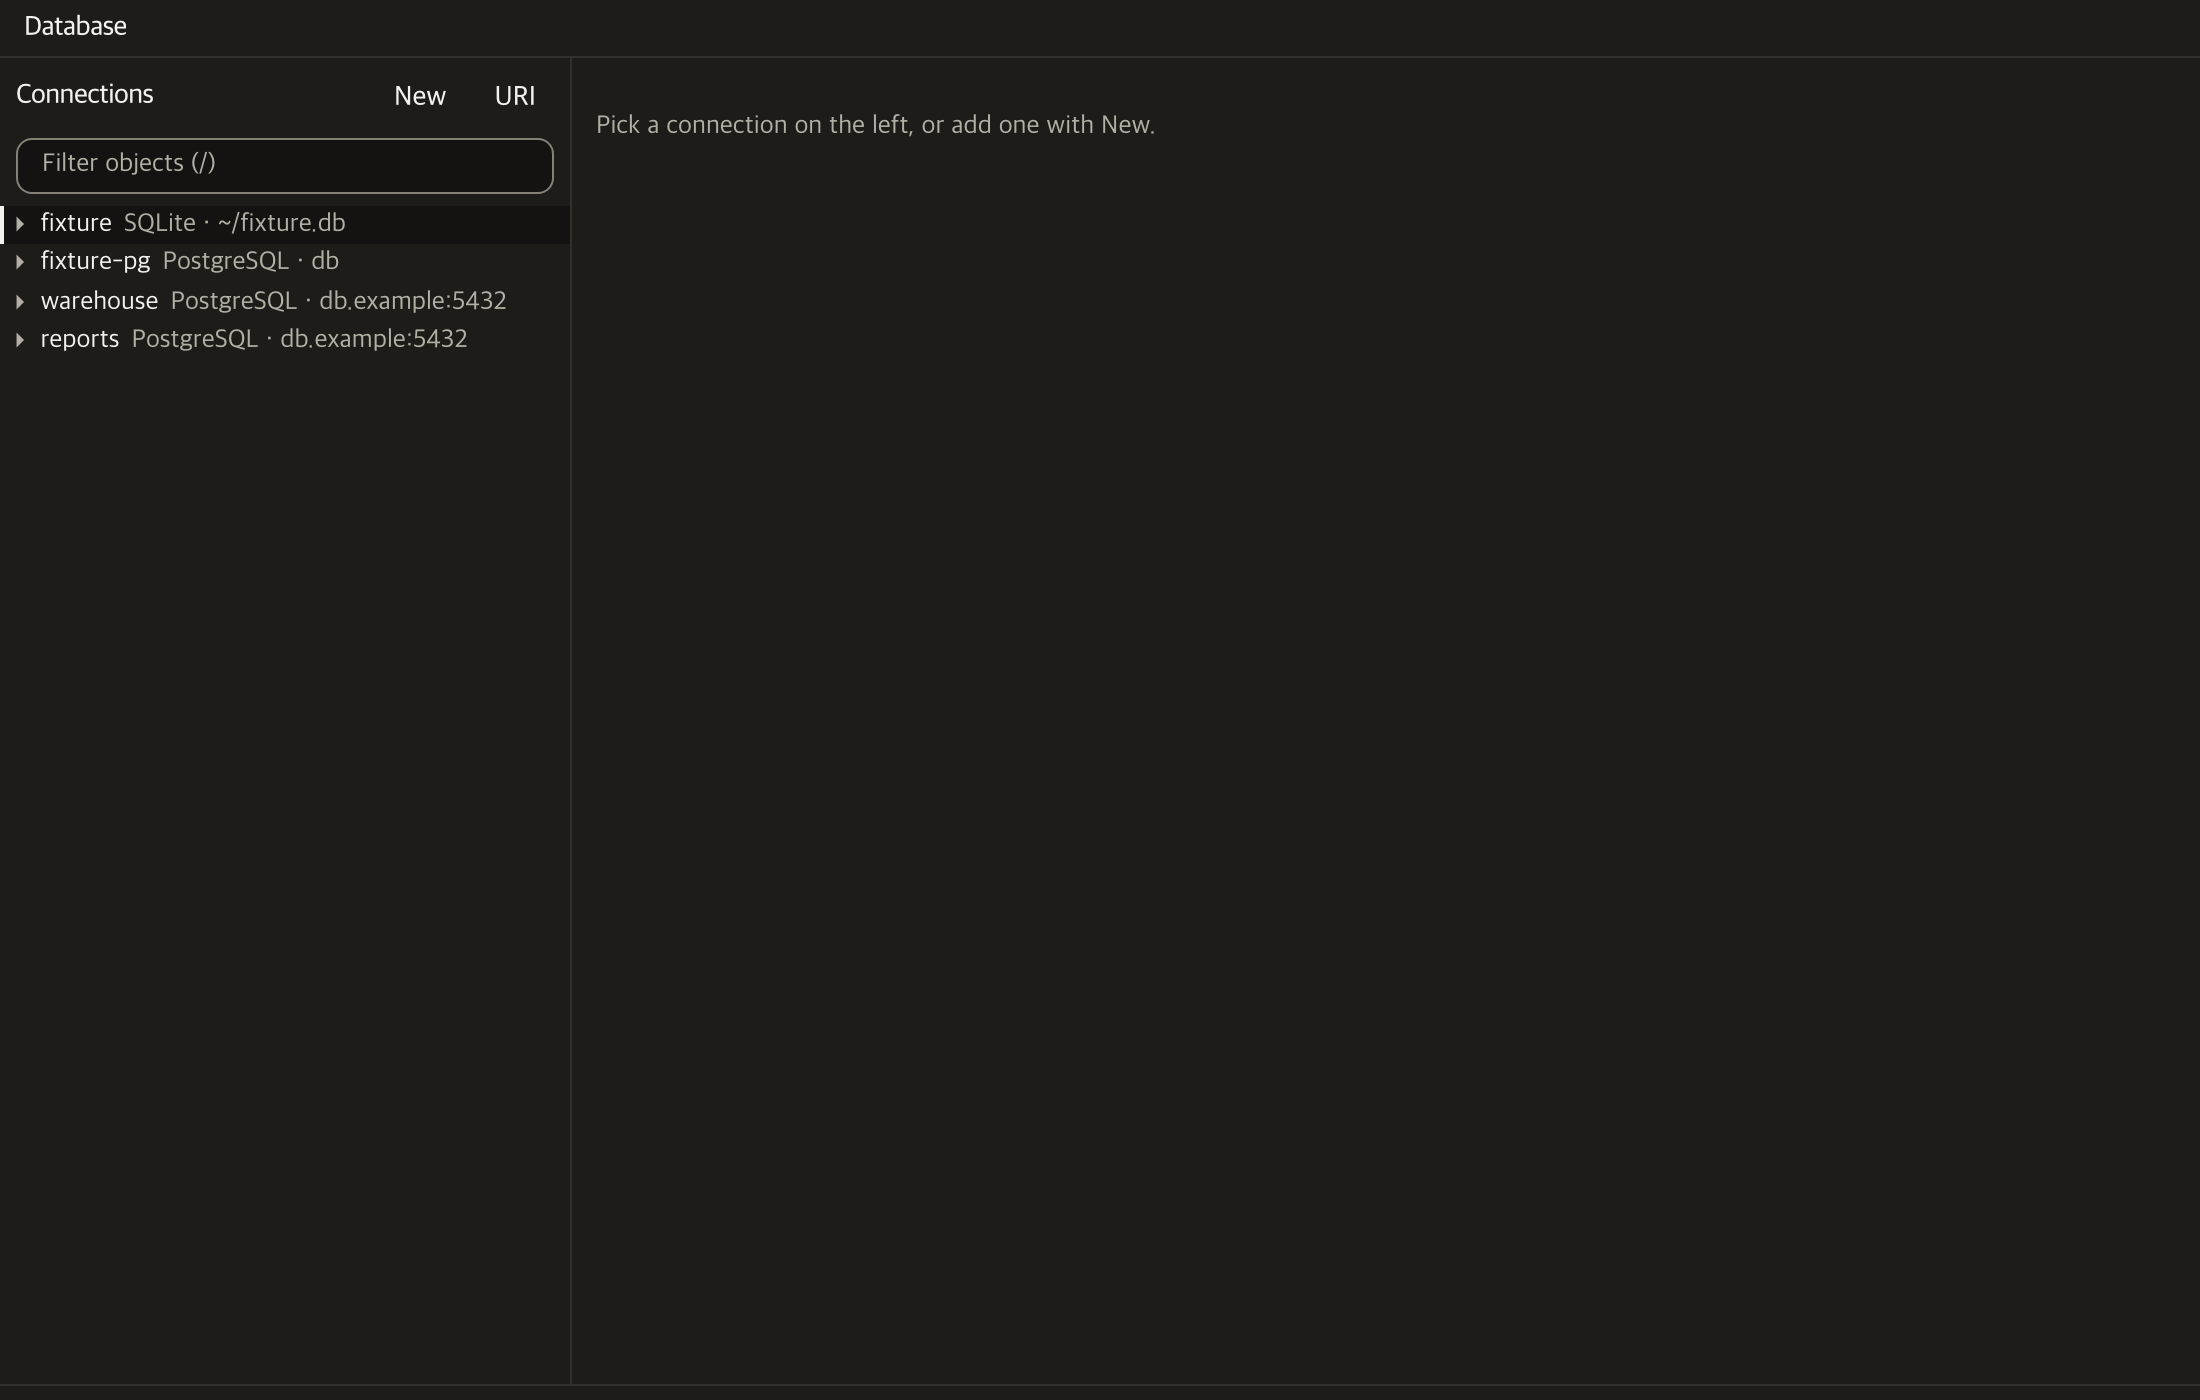 Database
Connections New URI
Filter objects (/)
fixture SQLite · ~/fixture.db
fixture-pg PostgreSQL · db
warehouse PostgreSQL · db.example:5432
reports PostgreSQL · db.example:5432
Pick a connection on the left, or add one with New.